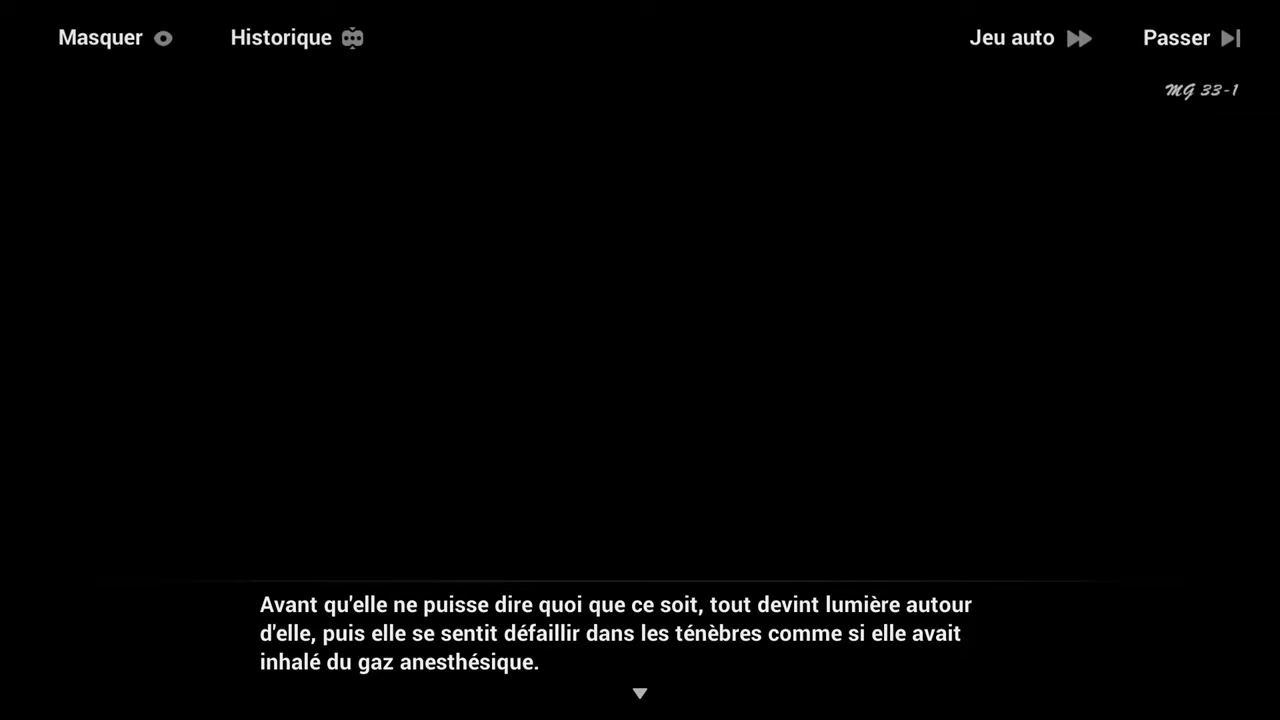 Masquer
Historique
Jeu auto
Passer
MG 33-1
Avant qu'elle ne puisse dire quoi que ce soit, tout devint lumière autour
d'elle, puis elle se sentit défaillir dans les ténèbres comme si elle avait
inhalé du gaz anesthésique.